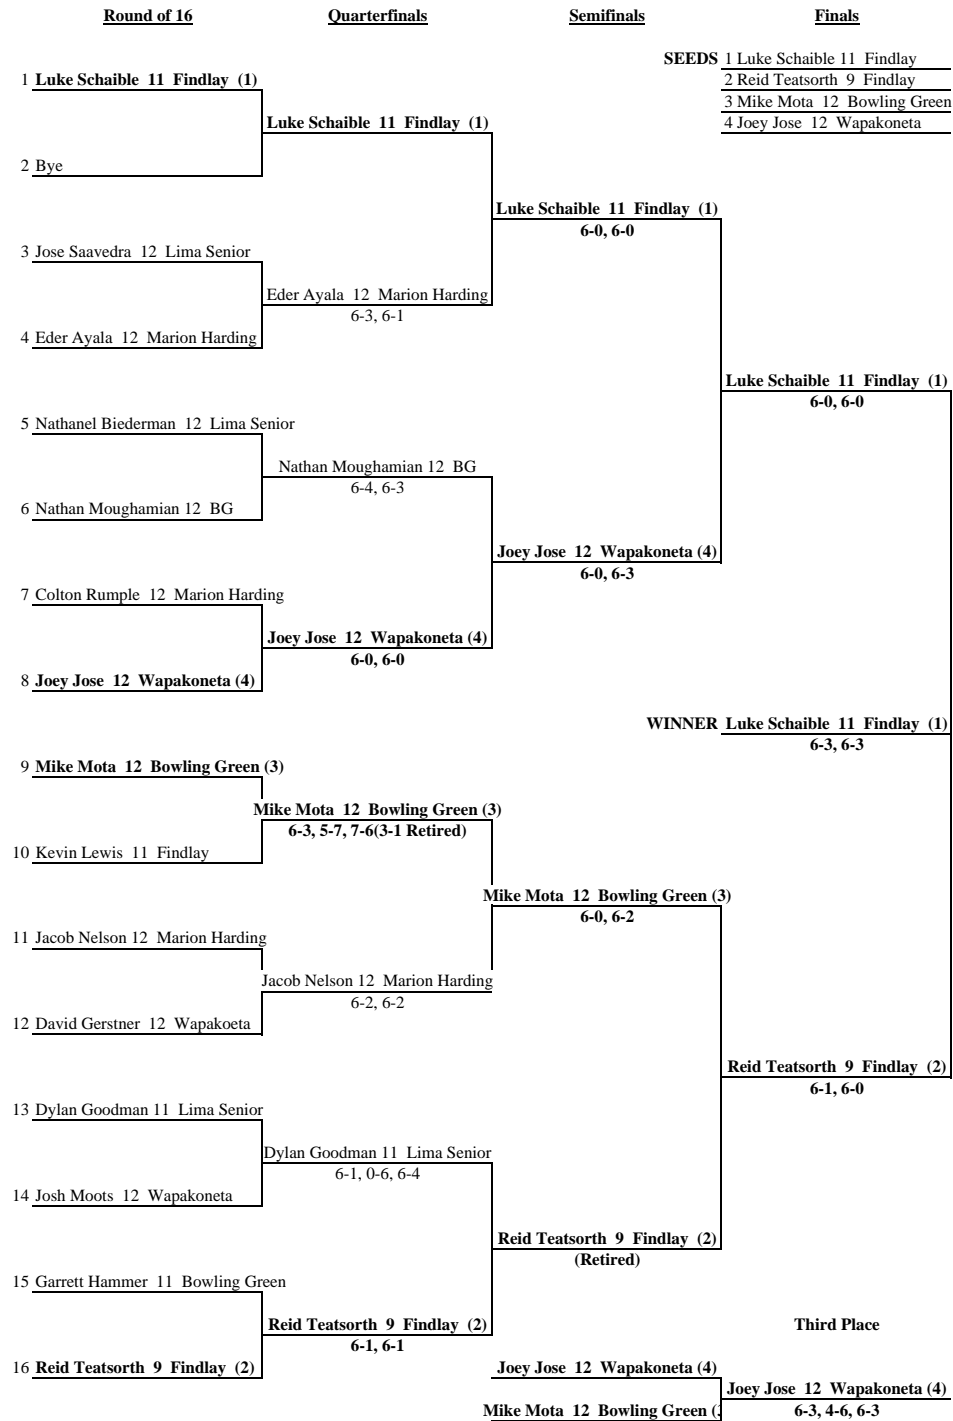 Round of 16 Quarterfinals Semifinals Finals
SEEDS 1 Luke Schaible 11 Findlay
1 Luke Schaible 11 Findlay (1)
2 Reid Teatsorth 9 Findlay
3 Mike Mota 12 Bowling Green
Luke Schaible 11 Findlay (1)
4 Joey Jose 12 Wapakoneta
2 Bye
Luke Schaible 11 Findlay (1)
6-0, 6-0
3 Jose Saavedra 12 Lima Senior
Eder Ayala 12 Marion Harding
6-3, 6-1
4 Eder Ayala 12 Marion Harding
Luke Schaible 11 Findlay (1)
6-0, 6-0
5 Nathanel Biederman 12 Lima Senior
Nathan Moughamian 12 BG
6-4, 6-3
6 Nathan Moughamian 12 BG
Joey Jose 12 Wapakoneta (4)
6-0, 6-3
7 Colton Rumple 12 Marion Harding
Joey Jose 12 Wapakoneta (4)
6-0, 6-0
8 Joey Jose 12 Wapakoneta (4)
WINNER Luke Schaible 11 Findlay (1)
6-3, 6-3
9 Mike Mota 12 Bowling Green (3)
Mike Mota 12 Bowling Green (3)
6-3, 5-7, 7-6(3-1 Retired)
10 Kevin Lewis 11 Findlay
Mike Mota 12 Bowling Green (3)
6-0, 6-2
11 Jacob Nelson 12 Marion Harding
Jacob Nelson 12 Marion Harding
6-2, 6-2
12 David Gerstner 12 Wapakoeta
Reid Teatsorth 9 Findlay (2)
6-1, 6-0
13 Dylan Goodman 11 Lima Senior
Dylan Goodman 11 Lima Senior
6-1, 0-6, 6-4
14 Josh Moots 12 Wapakoneta
Reid Teatsorth 9 Findlay (2)
(Retired)
15 Garrett Hammer 11 Bowling Green
Reid Teatsorth 9 Findlay (2)
Third Place
6-1, 6-1
16 Reid Teatsorth 9 Findlay (2)
Joey Jose 12 Wapakoneta (4)
Joey Jose 12 Wapakoneta (4)
Mike Mota 12 Bowling Green
6-3, 4-6, 6-3